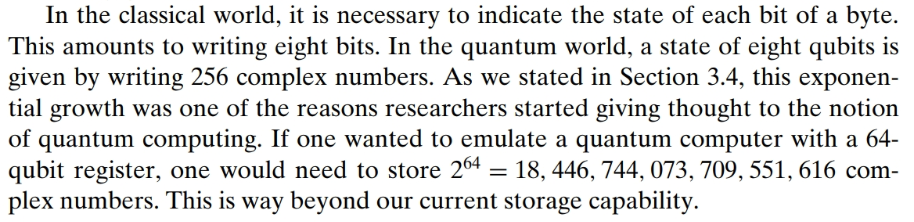 In the classical world, it is necessary to indicate the state of each bit of a byte.
This amounts to writing eight bits. In the quantum world, a state of eight qubits is
given by writing 256 complex numbers. As we stated in Section 3.4, this exponen-
tial growth was one of the reasons researchers started giving thought to the notion
of quantum computing. If one wanted to emulate a quantum computer with a 64-
qubit register, one would need to store 2⁶⁴ = 18, 446, 744, 073, 709, 551, 616 com-
plex numbers. This is way beyond our current storage capability.